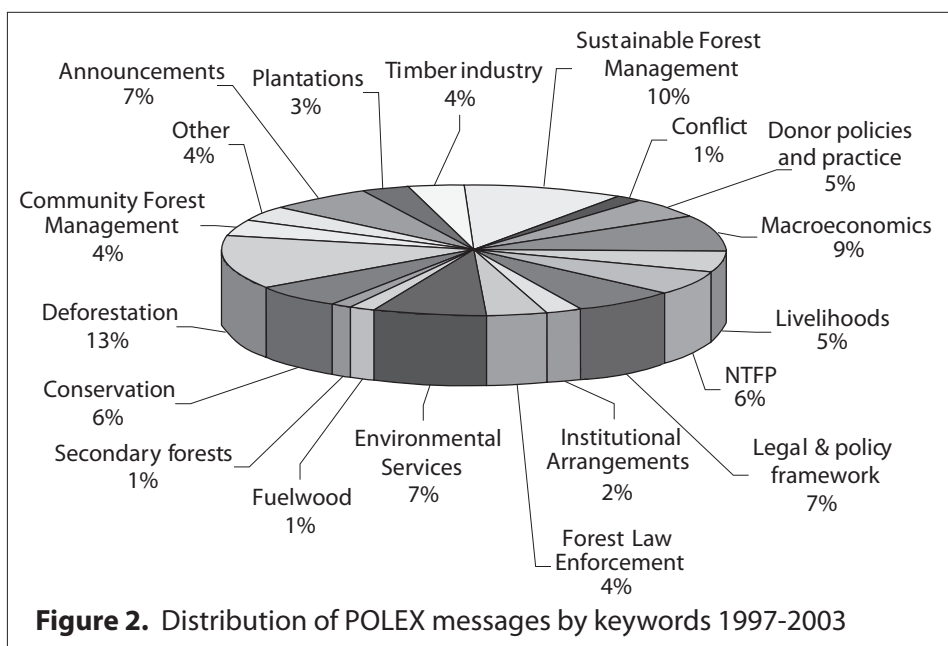 Sustainable Forest
Management
10%
Timber industry
4%
Plantations
3%
Announcements
7%
Other
4%
Community Forest
Management
4%
Deforestation
13%
Conservation
6%
Secondary forests
1%
Fuelwood
1%
Environmental
Services
7%
Forest Law
Enforcement
4%
Institutional
Arrangements
2%
Legal & policy
framework
7%
NTFP
6%
Livelihoods
5%
Macroeconomics
9%
Donor policies
and practice
5%
Conflict
1%
Figure 2. Distribution of POLEX messages by keywords 1997-2003